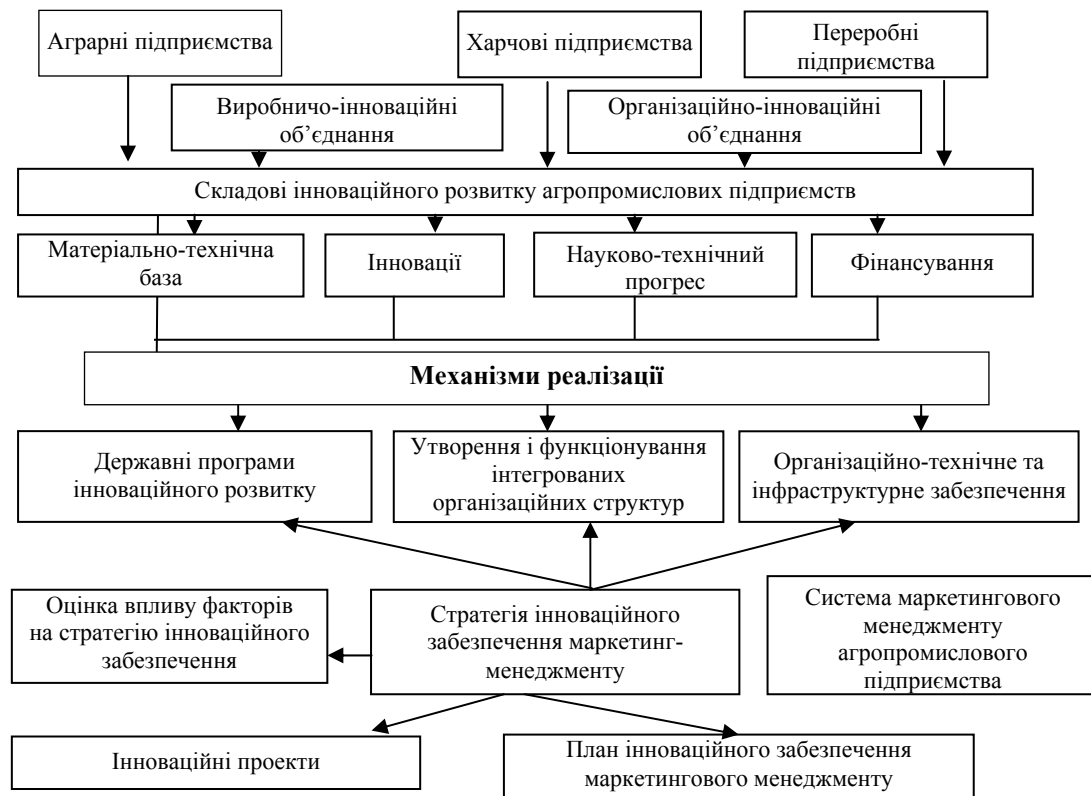 Аграрні підприємства
Харчові підприємства
Переробні
підприємства
Виробничо-інноваційні
об’єднання
Організаційно-інноваційні
об’єднання
Складові інноваційного розвитку агропромислових підприємств
Матеріально-технічна
база
Інновації
Науково-технічний
прогрес
Фінансування
Механізми реалізації
Державні програми
інноваційного розвитку
Утворення і функціонування
інтегрованих
організаційних структур
Організаційно-технічне та
інфраструктурне забезпечення
Оцінка впливу факторів
на стратегію інноваційного
забезпечення
Стратегія інноваційного
забезпечення маркетинг-
менеджменту
Система маркетингового
менеджменту
агропромислового
підприємства
Інноваційні проекти
План інноваційного забезпечення
маркетингового менеджменту